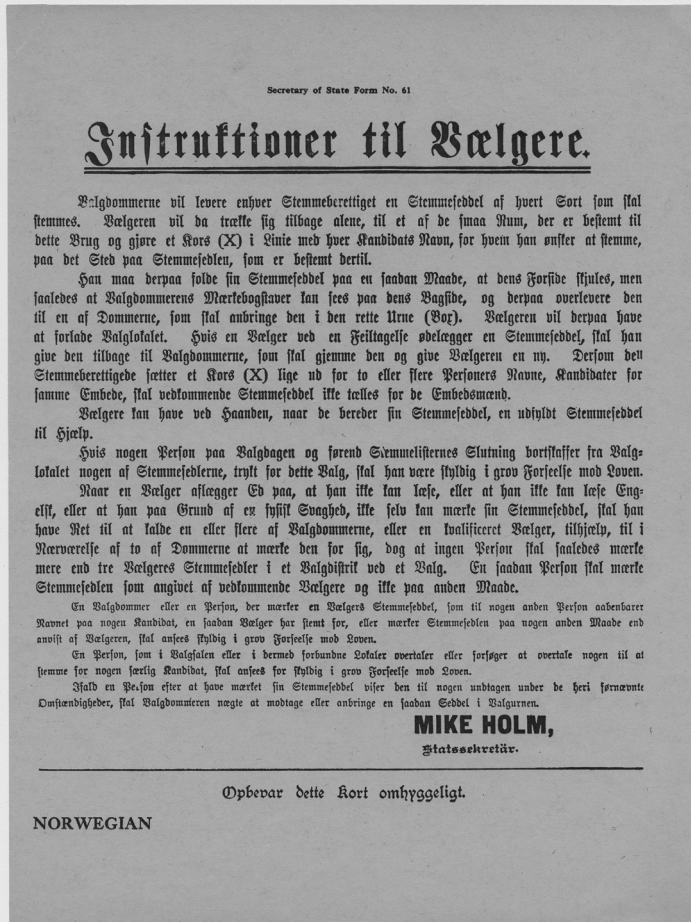 Secretary of State Form No. 61
Instruktioner til Vælgere.
Valgdommerne vil levere enhver Stemmeberettiget en Stemmeseddel af hvert Sort som skal
stemmes. Vælgeren vil da trække sig tilbage alene, til et af de smaa Rum, der er bestemt til
dette Brug og gjøre et Kors (X) i Linie med hver Kandidats Navn, for hvem han ønsker at stemme,
paa det Sted paa Stemmesedlen, som er bestemt dertil.
Han maa derpaa folde sin Stemmeseddel paa en saadan Maade, at dens Forside skjules, men
saaledes at Valgdommerens Mærkebogstaver kan sees paa dens Bagside, og derpaa overlevere den
til en af Dommerne, som skal anbringe den i den rette Urne (Box). Vælgeren vil derpaa have
at forlade Valglokalet. Hvis en Vælger ved en Feiltagelse ødelægger en Stemmeseddel, skal han
give den tilbage til Valgdommerne, som skal gjemme den og give Vælgeren en ny. Dersom den
Stemmeberettigede sætter et Kors (X) lige ud for to eller flere Personers Navne, Kandidater for
samme Embede, skal vedkommende Stemmeseddel ikke tælles for de Embedsmænd.
Vælgere kan have ved Haanden, naar de bereder sin Stemmeseddel, en udfyldt Stemmeseddel
til Hjælp.
Hvis nogen Person paa Valgdagen og førend Stemmelisternes Slutning bortskaffer fra Valg-
lokalet nogen af Stemmesedlerne, trykt for dette Valg, skal han være skyldig i grov Forseelse mod Loven.
Naar en Vælger aflægger Ed paa, at han ikke kan læse, eller at han ikke kan læse Eng-
elsk, eller at han paa Grund af en fysisk Svaghed, ikke selv kan mærke sin Stemmeseddel, skal han
have Ret til at kalde en eller flere af Valgdommerne, eller en kvalificeret Vælger, tilhjælp, til i
Nærværelse af to af Dommerne at mærke den for sig, dog at ingen Person skal saaledes mærke
mere end tre Vælgeres Stemmesedler i et Valgdistrik ved et Valg. En saadan Person skal mærke
Stemmesedlen som angivet af vedkommende Vælgere og ikke paa anden Maade.
En Valgdommer eller en Person, der mærker en Vælgers Stemmeseddel, som til nogen anden Person aabenbarer
Navnet paa nogen Kandidat, en saadan Vælger har stemt for, eller mærker Stemmesedlen paa nogen anden Maade end
anvist af Vælgeren, skal ansees skyldig i grov Forseelse mod Loven.
En Person, som i Valgsalen eller i dermed forbundne Lokaler overtaler eller forsøger at overtale nogen til at
stemme for nogen særlig Kandidat, skal ansees for skyldig i grov Forseelse mod Loven.
Ifald en Person efter at have mærket sin Stemmeseddel viser den til nogen undtagen under de heri førnævnte
Omstændigheder, skal Valgdommeren nægte at modtage eller anbringe en saadan Seddel i Valgurnen.
MIKE HOLM,
Statssekretär.
Opbevar dette Kort omhyggeligt.
NORWEGIAN